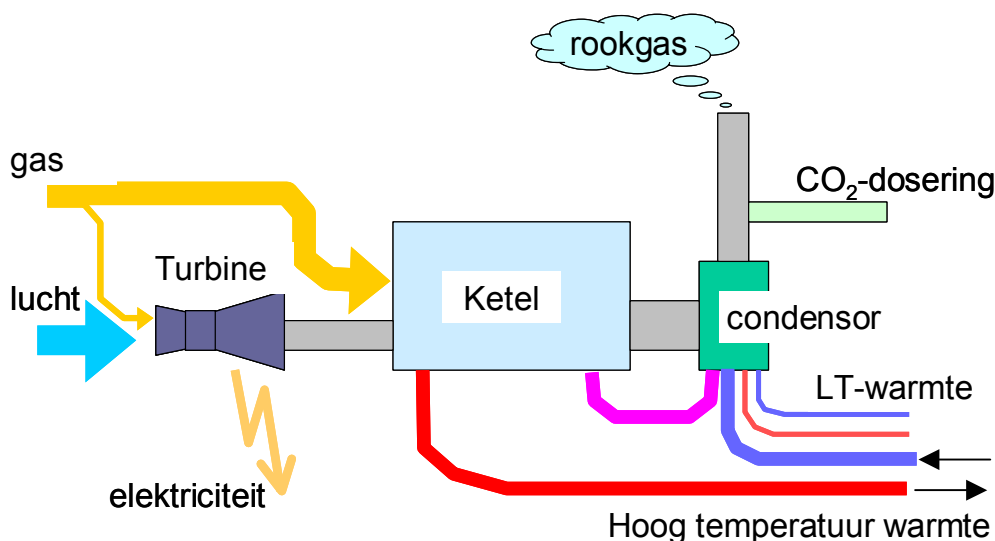 rookgas
gas
CO₂-dosering
Turbine
lucht
Ketel
condensor
LT-warmte
elektriciteit
Hoog temperatuur warmte